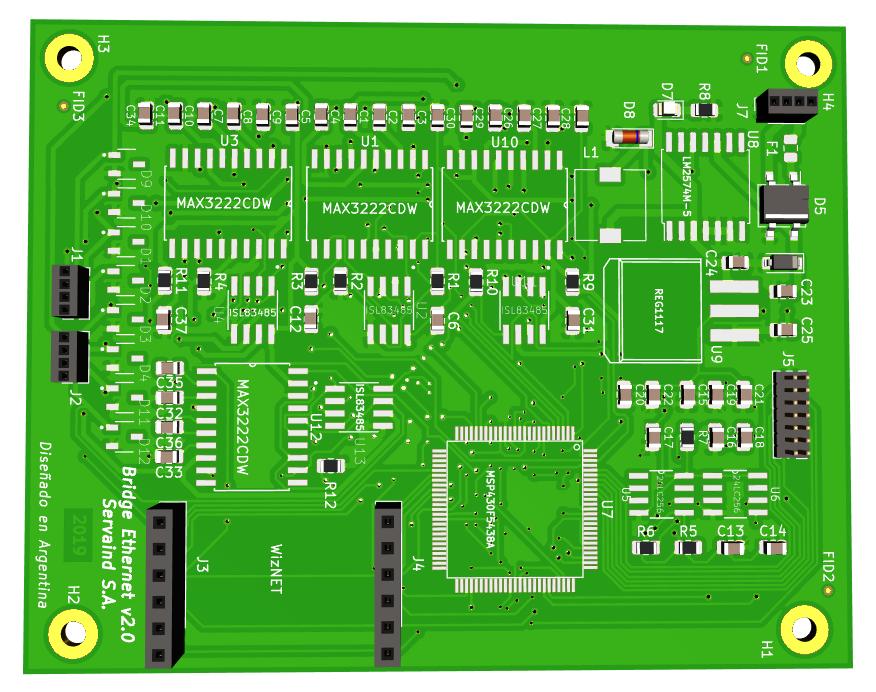 H3
FID3
FID1
H4
D7
R8
J7
D8
C34
C11
C10
C7
C8
C9
C5
C4
C1
C2
C3
C30
C29
C26
C27
C28
U3
U1
U10
L1
U8
F1
MAX3222CDW
MAX3222CDW
MAX3222CDW
LM2574M-5
D5
D9
D10
D1
D2
D3
D4
D11
D12
J1
J2
R11
R4
R3
R2
R1
R10
R9
C24
C23
C25
ISL83485
ISL83485
ISL83485
U2
C37
C12
C6
C31
REG1117
U9
J5
C35
C32
C36
C33
MAX3222CDW
U12
ISL83485
U13
R12
C20
C22
C15
C19
C21
C17
R7
C16
C18
MSP430F5438A
U7
U5
24LC256
24LC256
U6
R6
R5
C13
C14
Diseñado en Argentina
2019
Bridge Ethernet v2.0
Servaind S.A.
J3
WizNET
J4
FID2
H2
H1